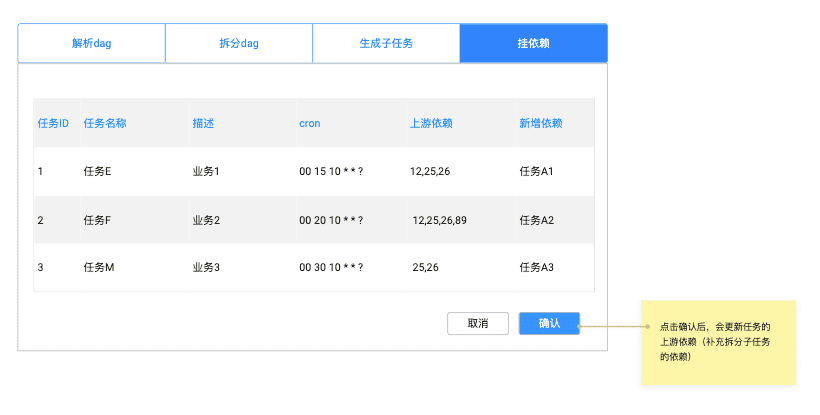 解析dag 拆分dag 生成子任务 挂依赖
任务ID 任务名称 描述 cron 上游依赖 新增依赖
1 任务E 业务1 00 15 10 * * ? 12,25,26 任务A1
2 任务F 业务2 00 20 10 * * ? 12,25,26,89 任务A2
3 任务M 业务3 00 30 10 * * ? 25,26 任务A3
取消 确认
点击确认后，会更新任务的
上游依赖（补充拆分子任务
的依赖）